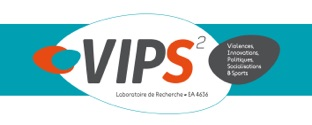 VIPS²
Laboratoire de Recherche • EA 4636
Violences,
Innovations,
Politiques,
Socialisations
& Sports